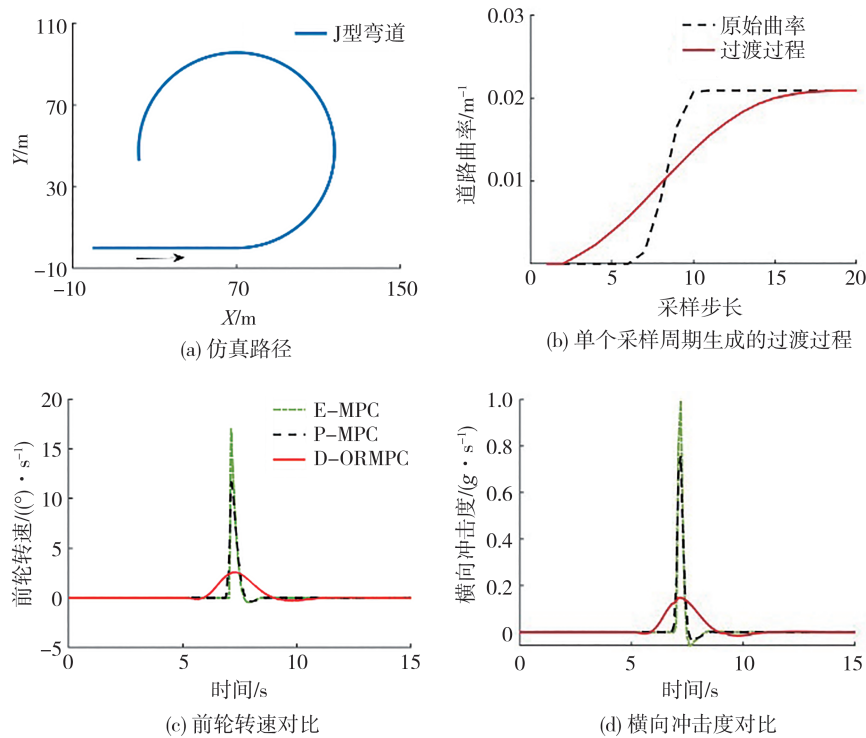 110
70
30
−10
−10
70
150
Y/m
X/m
J型弯道
(a) 仿真路径
0.03
0.02
0.01
0
5
10
15
20
道路曲率/m⁻¹
原始曲率
过渡过程
采样步长
(b) 单个采样周期生成的过渡过程
20
15
10
5
0
−5
0
5
10
15
前轮转速/((°)·s⁻¹)
E−MPC
P−MPC
D−ORMPC
时间/s
(c) 前轮转速对比
1.0
0.8
0.6
0.4
0.2
0
0
5
10
15
横向冲击度/(g·s⁻¹)
时间/s
(d) 横向冲击度对比